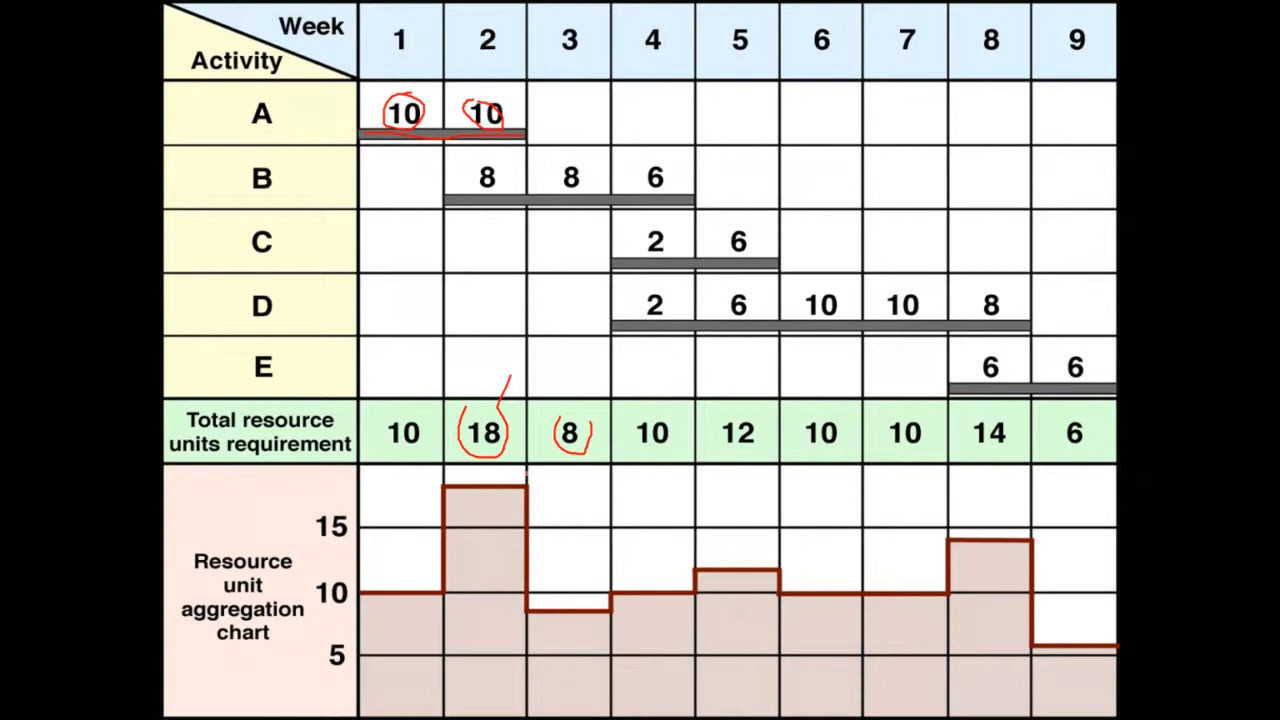 Week 1 2 3 4 5 6 7 8 9
Activity
A 10 10
B 8 8 6
C 2 6
D 2 6 10 10 8
E 6 6
Total resource
units requirement 10 18 8 10 12 10 10 14 6
15
Resource
unit
10
aggregation
chart
5